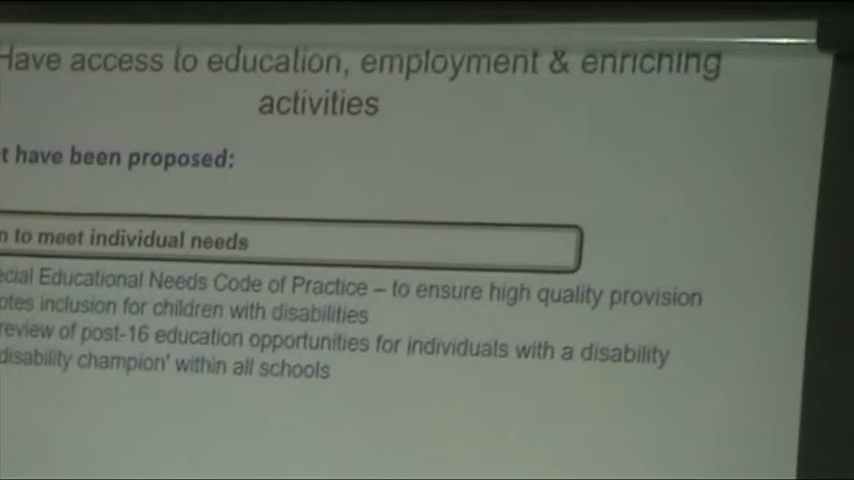 Have access to education, employment & enriching
activities
t have been proposed:
n to meet individual needs
ecial Educational Needs Code of Practice – to ensure high quality provision
otes inclusion for children with disabilities
review of post-16 education opportunities for individuals with a disability
disability champion' within all schools